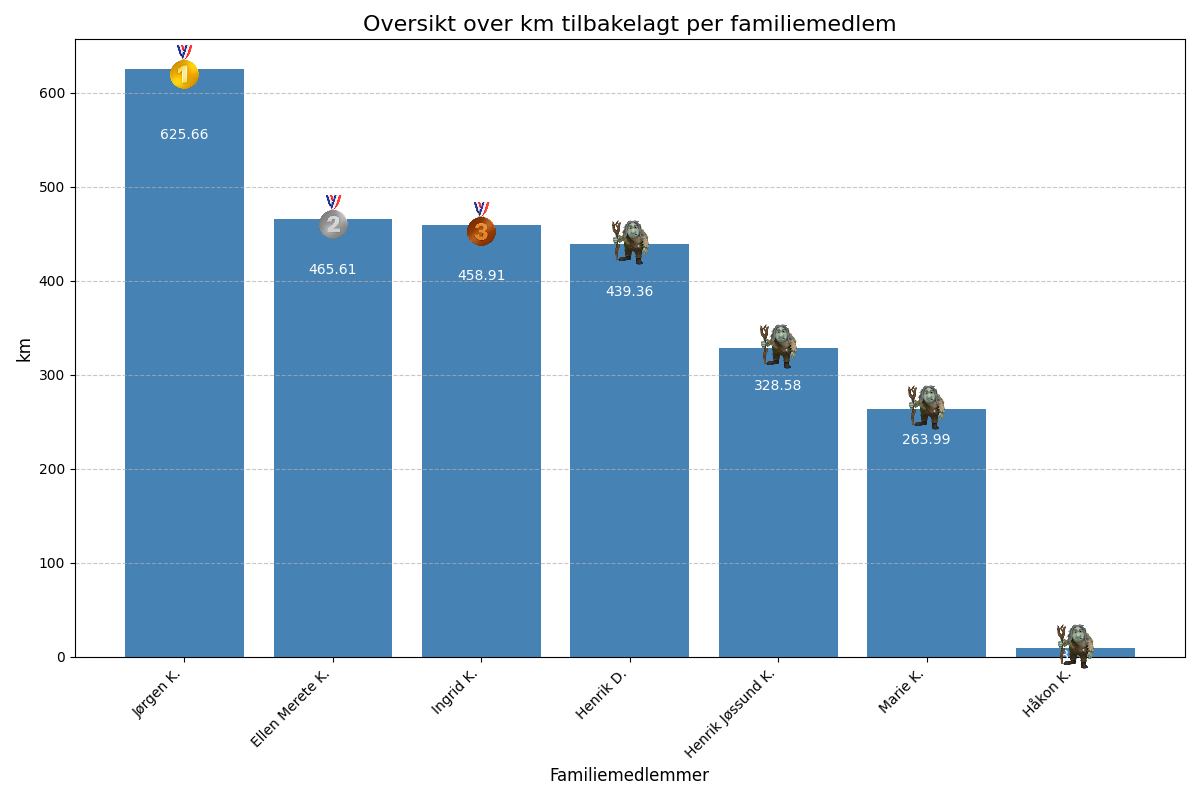 Oversikt over km tilbakelagt per familiemedlem
1
2
3
625.66
465.61
458.91
439.36
328.58
263.99
km
600
500
400
300
200
100
0
Jørgen K.
Ellen Merete K.
Ingrid K.
Henrik D.
Henrik Jøssund K.
Marie K.
Håkon K.
Familiemedlemmer